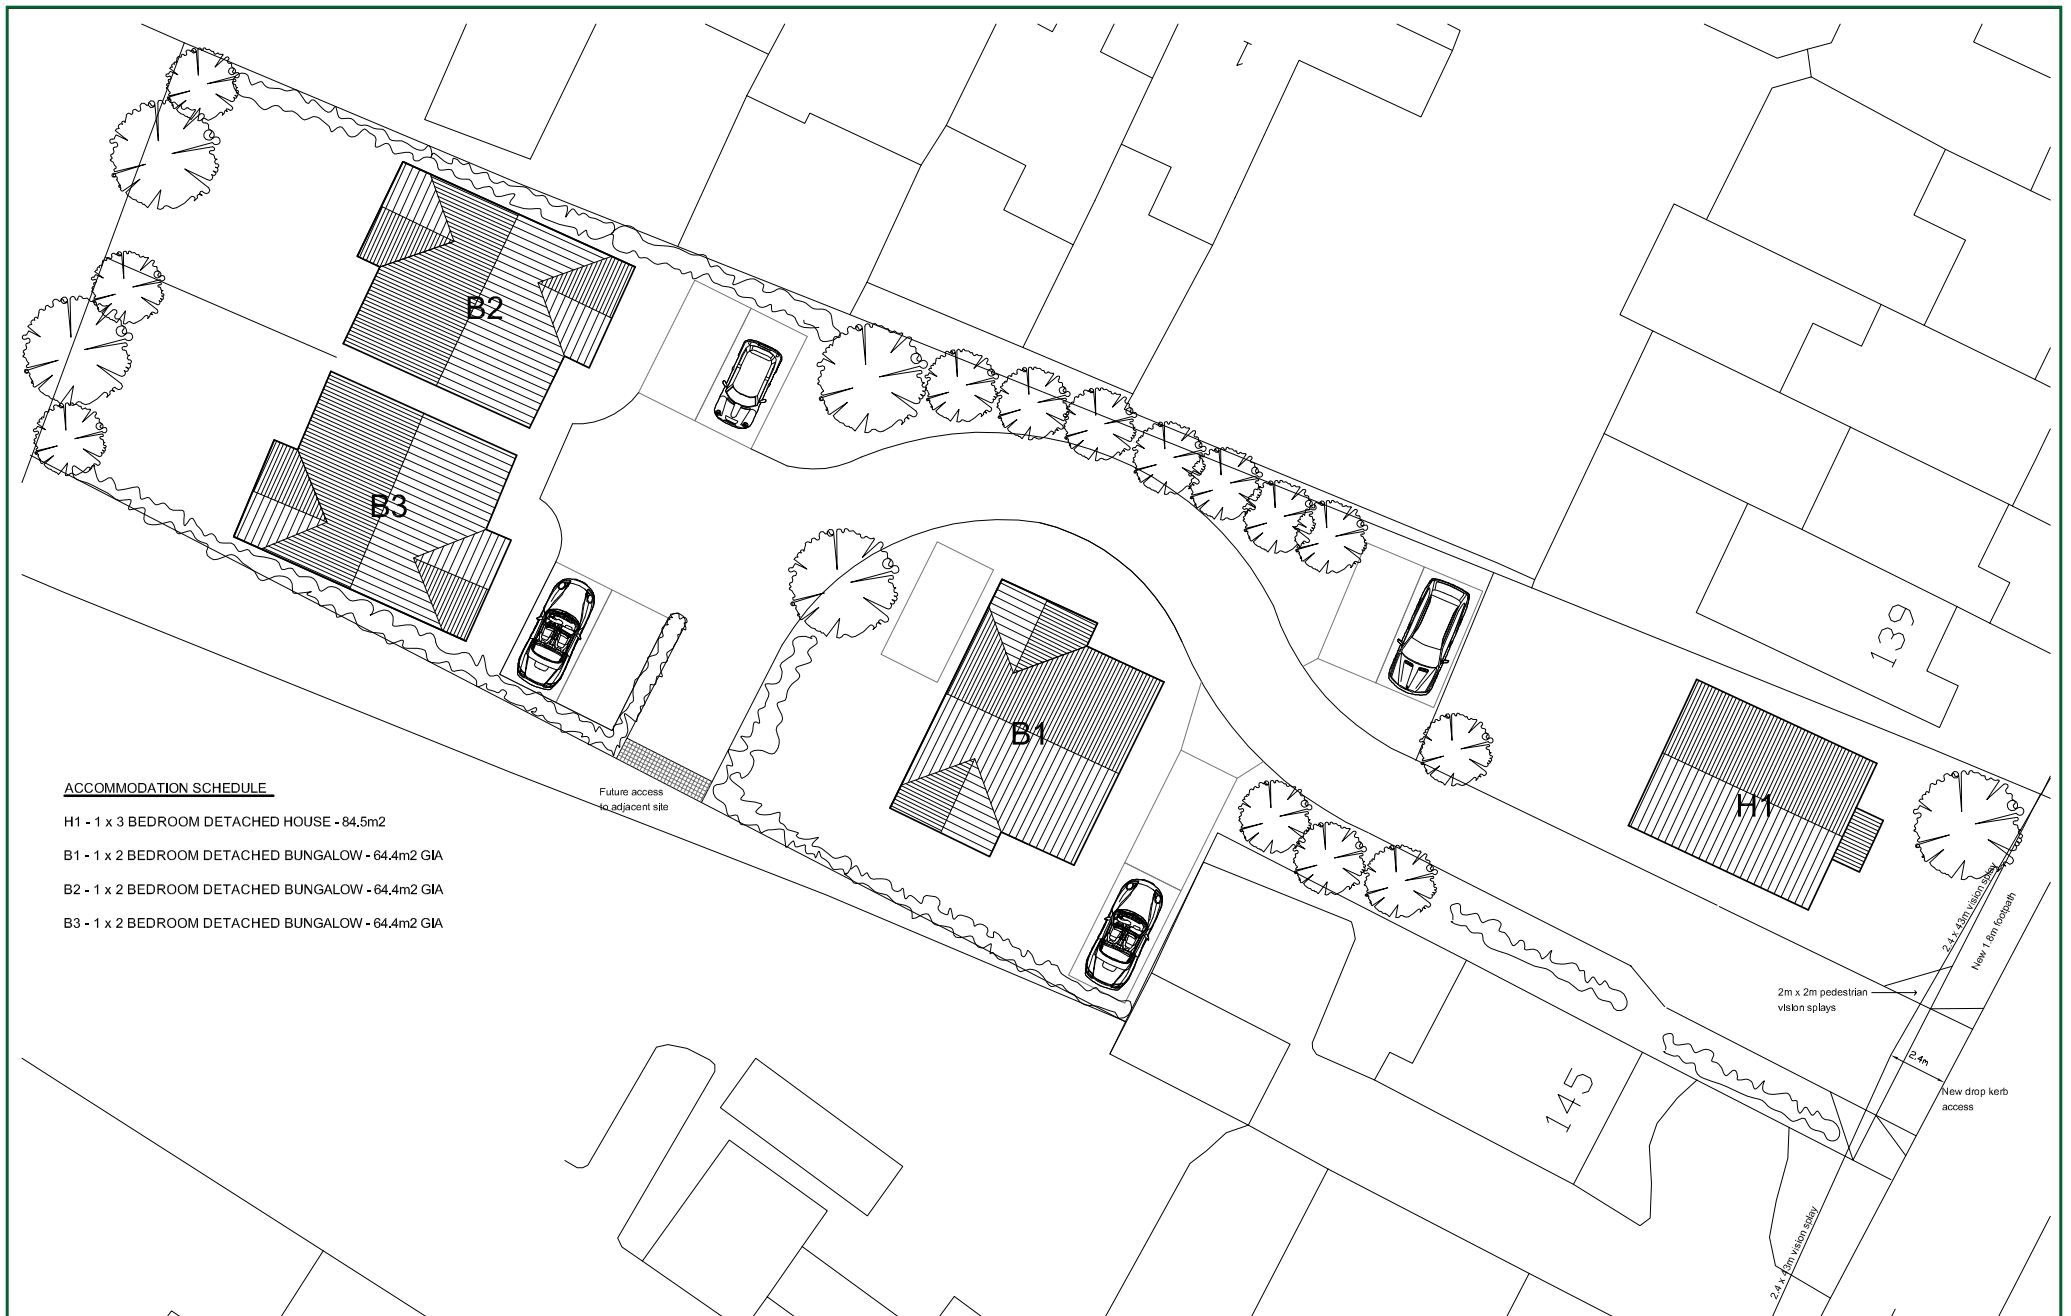 1
B2
B3
B1
H1
139
145
ACCOMMODATION SCHEDULE
H1 - 1 x 3 BEDROOM DETACHED HOUSE - 84.5m2
B1 - 1 x 2 BEDROOM DETACHED BUNGALOW - 64.4m2 GIA
B2 - 1 x 2 BEDROOM DETACHED BUNGALOW - 64.4m2 GIA
B3 - 1 x 2 BEDROOM DETACHED BUNGALOW - 64.4m2 GIA
Future access
to adjacent site
2.4 x 43m vision splay
New 1.8m footpath
2m x 2m pedestrian
vision splays
2.4m
New drop kerb
access
2.4 x 43m vision splay